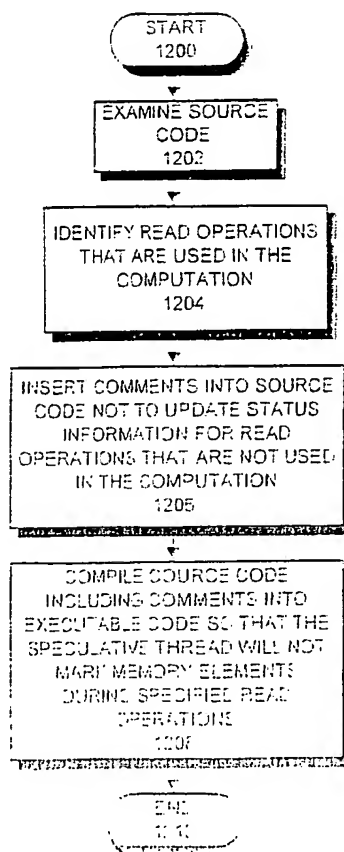 START
1200
EXAMINE SOURCE
CODE
1202
IDENTIFY READ OPERATIONS
THAT ARE USED IN THE
COMPUTATION
1204
INSERT COMMENTS INTO SOURCE
CODE NOT TO UPDATE STATUS
INFORMATION FOR READ
OPERATIONS THAT ARE NOT USED
IN THE COMPUTATION
1206
COMPILE SOURCE CODE
INCLUDING COMMENTS INTO
EXECUTABLE CODE SO THAT THE
SPECULATIVE THREAD WILL NOT
MARK MEMORY ELEMENTS
DURING SPECIFIED READ
OPERATIONS
1208
END